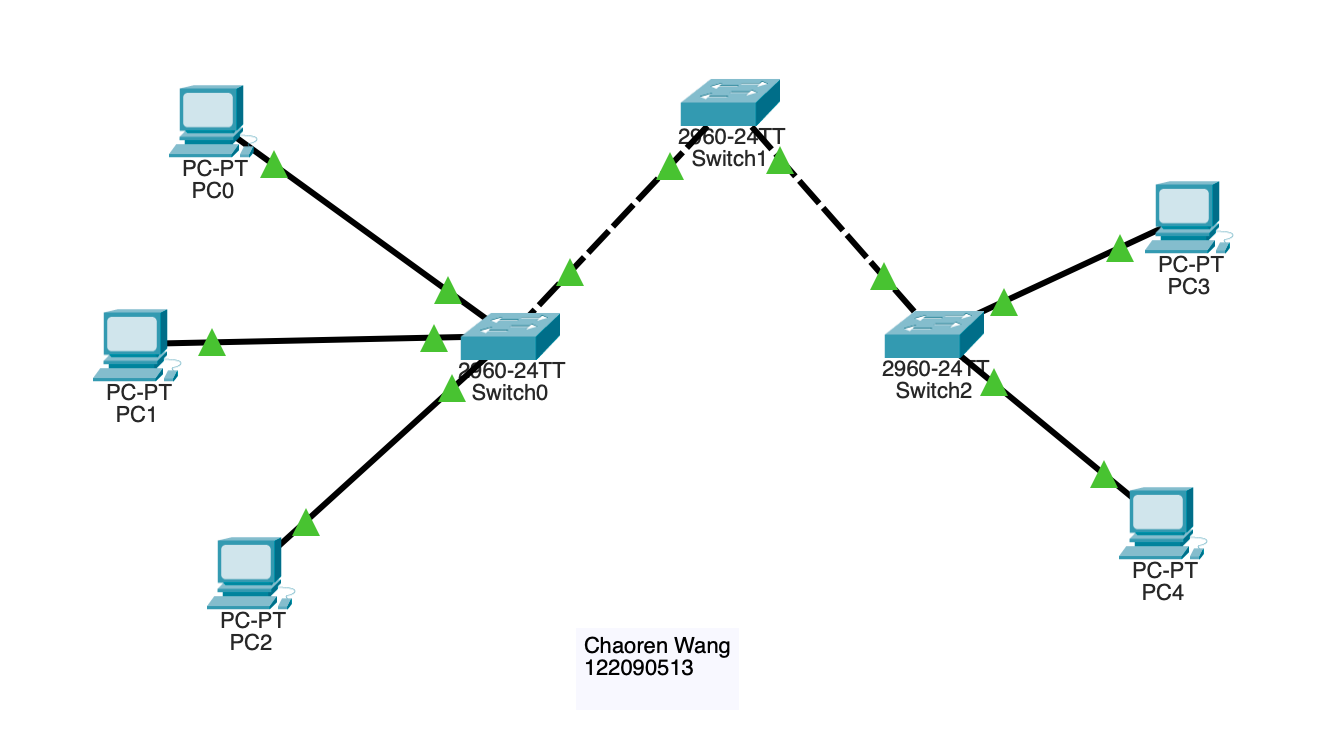 2960-24TT
Switch1
PC-PT
PC0
PC-PT
PC3
PC-PT
PC1
2960-24TT
Switch0
2960-24TT
Switch2
PC-PT
PC4
PC-PT
PC2
Chaoren Wang
122090513